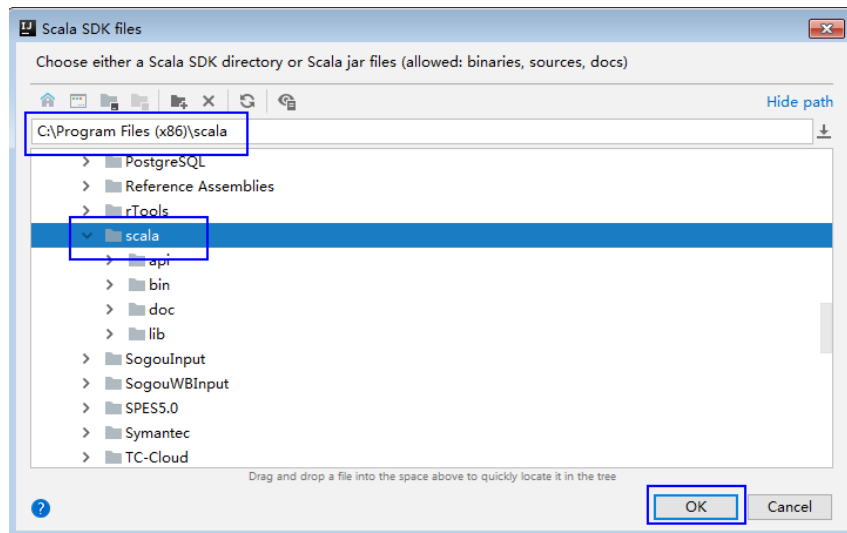 Scala SDK files
Choose either a Scala SDK directory or Scala jar files (allowed: binaries, sources, docs)
Hide path
C:\Program Files (x86)\scala
PostgreSQL
Reference Assemblies
rTools
scala
api
bin
doc
lib
SogouInput
SogouWBInput
SPES5.0
Symantec
TC-Cloud
Drag and drop a file into the space above to quickly locate it in the tree
OK Cancel